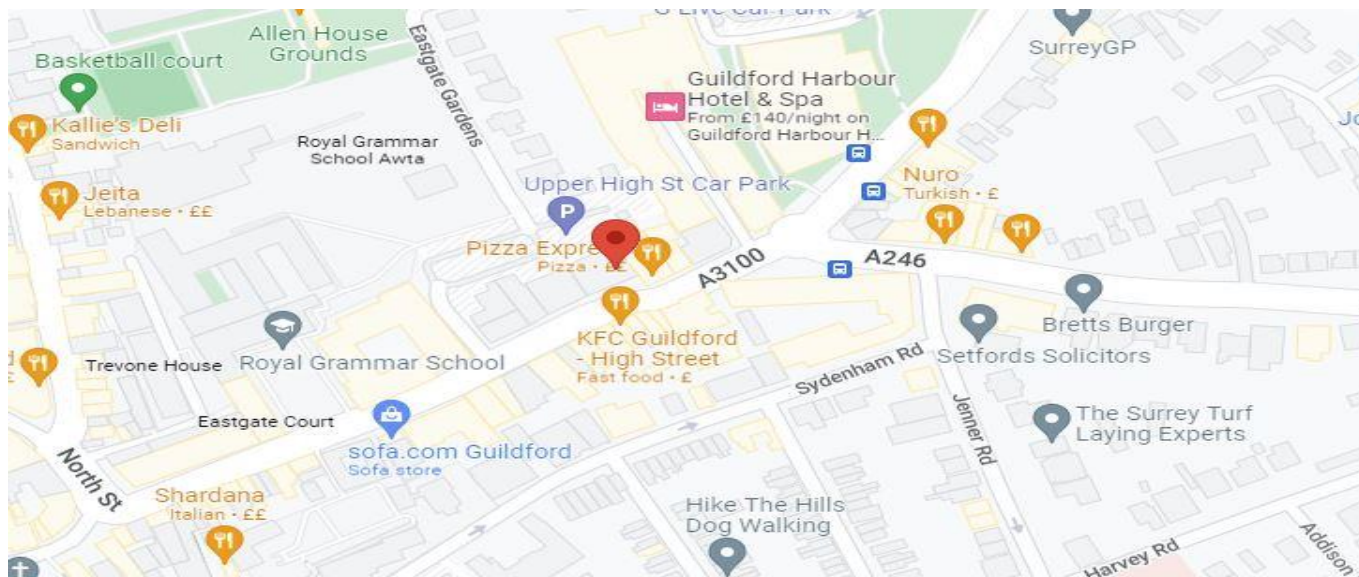 G Live Car Park
Allen House
Grounds
Eastgate Gardens
SurreyGP
Basketball court
Guildford Harbour
Hotel & Spa
From £140/night on
Guildford Harbour H...
Kallie's Deli
Sandwich
Royal Grammar
School Awta
Jeita
Lebanese • ££
Upper High St Car Park
P
Nuro
Turkish • £
Pizza Expre
Pizza • ££
A3100
A246
KFC Guildford
- High Street
Fast food • £
Bretts Burger
Setfords Solicitors
Trevone House
Royal Grammar School
Sydenham Rd
Jenner Rd
Eastgate Court
The Surrey Turf
Laying Experts
sofa.com Guildford
Sofa store
North St
Shardana
Italian • ££
Hike The Hills
Dog Walking
Harvey Rd
Addison